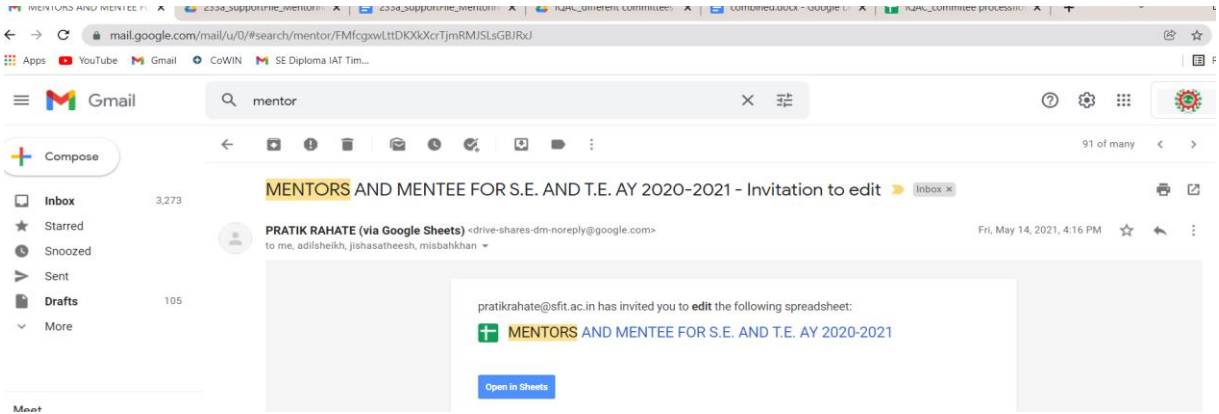 MENTORS AND MENTEE F
233a_supportFile_Mentorin
233a_supportFile_Mentorin
IQAC_different committees
combined.docx - Google D
IQAC_committee processflo
mail.google.com/mail/u/0/#search/mentor/FMfcgxwLttDKXkXcrTjmRMJSLsGBJRxJ
Apps YouTube Gmail CoWIN SE Diploma IAT Tim...
Gmail mentor
Compose
91 of many
MENTORS AND MENTEE FOR S.E. AND T.E. AY 2020-2021 - Invitation to edit Inbox x
Inbox 3,273
Starred
Snoozed
Sent
Drafts 105
More
Meet
PRATIK RAHATE (via Google Sheets) <drive-shares-dm-noreply@google.com> Fri, May 14, 2021, 4:16 PM
to me, adilsheikh, jishasatheesh, misbahkhan
pratikrahate@sfit.ac.in has invited you to edit the following spreadsheet:
MENTORS AND MENTEE FOR S.E. AND T.E. AY 2020-2021
Open in Sheets